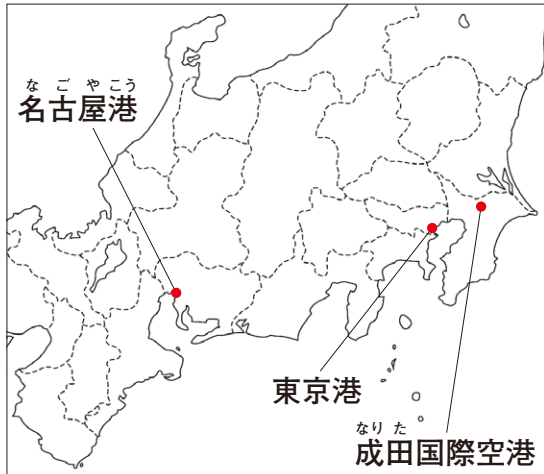 なごやこう
名古屋港
東京港
なりた
成田国際空港